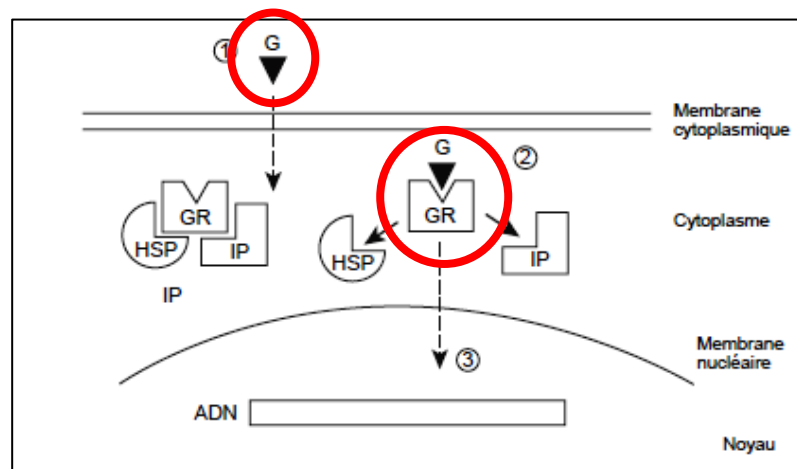 ① G
Membrane
cytoplasmique
G
②
GR
GR
Cytoplasme
HSP
IP
HSP
IP
IP
Membrane
nucléaire
③
ADN
Noyau